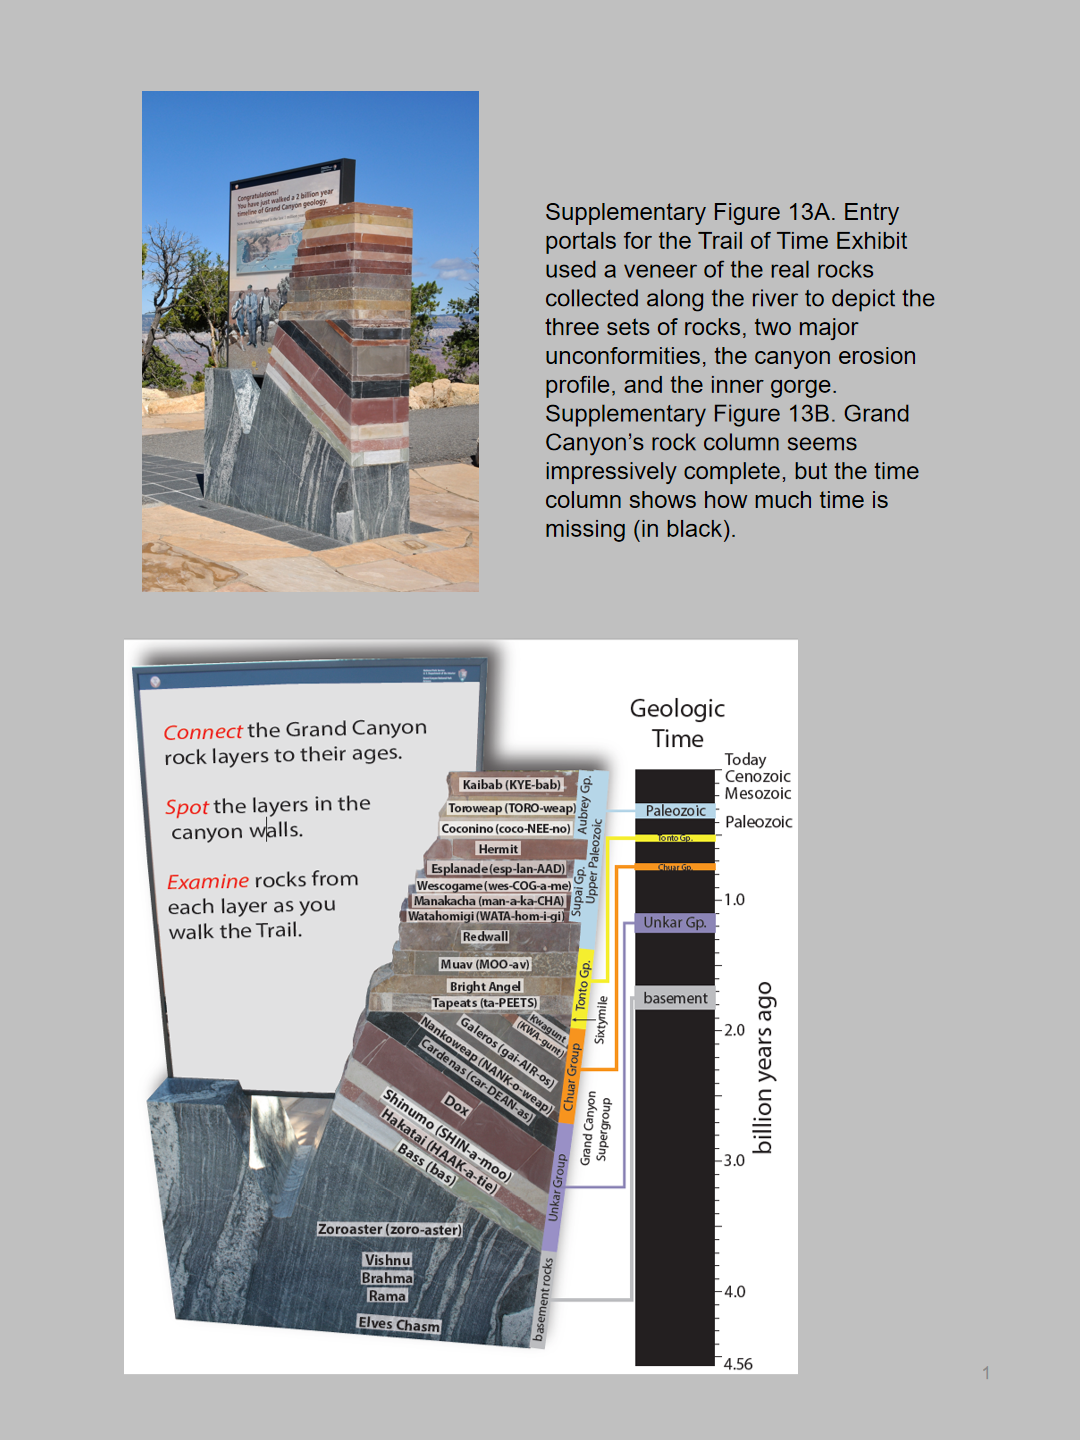 Congratulations!
You have just walked a 2 billion year
timeline of Grand Canyon geology.
Supplementary Figure 13A. Entry
portals for the Trail of Time Exhibit
used a veneer of the real rocks
collected along the river to depict the
three sets of rocks, two major
unconformities, the canyon erosion
profile, and the inner gorge.
Supplementary Figure 13B. Grand
Canyon’s rock column seems
impressively complete, but the time
column shows how much time is
missing (in black).
Connect the Grand Canyon
rock layers to their ages.
Spot the layers in the
canyon walls.
Examine rocks from
each layer as you
walk the Trail.
Kaibab (KYE-bab)
Toroweap (TORO-weap)
Coconino (coco-NEE-no)
Hermit
Esplanade (esp-lan-AAD)
Wescogame (wes-COG-a-me)
Manakacha (man-a-ka-CHA)
Watahomigi (WATA-hom-i-gi)
Redwall
Muav (MOO-av)
Bright Angel
Tapeats (ta-PEETS)
Kwagunt
(KWA-gunt)
Galeros (gai-AIR-os)
Nankoweap (NANK-o-weap)
Cardenas (car-DEAN-as)
Dox
Shinumo (SHIN-a-moo)
Hakatai (HAAK-a-tie)
Bass (bas)
Zoroaster (zoro-aster)
Vishnu
Brahma
Rama
Elves Chasm
Aubrey Gp.
Supai Gp.
Upper Paleozoic
Tonto Gp.
Sixtymile
Chuar Group
Grand Canyon
Supergroup
Unkar Group
basement rocks
Geologic
Time
Today
Cenozoic
Mesozoic
Paleozoic
Paleozoic
Tonto Gp.
Chuar Gp.
1.0
Unkar Gp.
basement
2.0
3.0
4.0
4.56
billion years ago
1